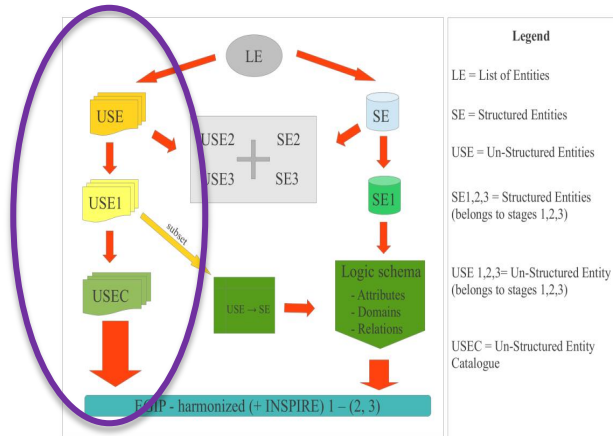 LE
USE
SE
USE2 SE2
USE3 SE3
USE1
SE1
subset
USEC
USE → SE
Logic schema
- Attributes
- Domains
- Relations
EGIP - harmonized (+ INSPIRE) 1 – (2, 3)
Legend
LE = List of Entities
SE = Structured Entities
USE = Un-Structured Entities
SE1,2,3 = Structured Entities
(belongs to stages 1,2,3)
USE 1,2,3= Un-Structured Entity
(belongs to stages 1,2,3)
USEC = Un-Structured Entity
Catalogue